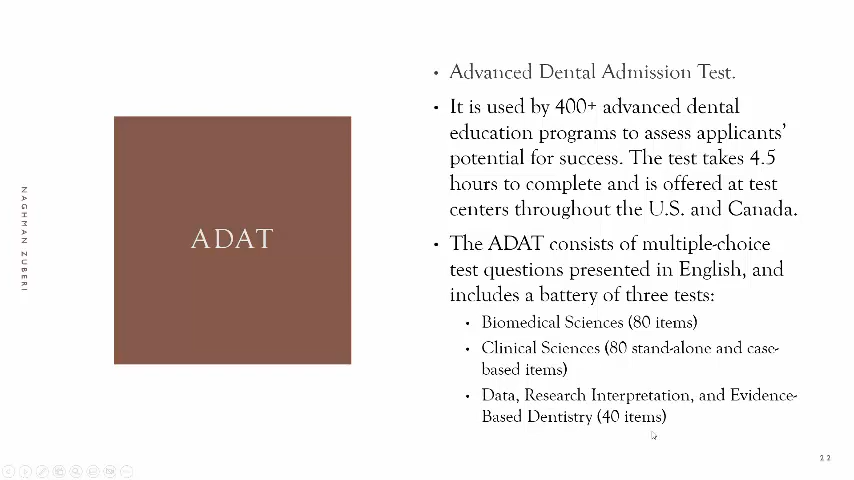 NAGHMAN ZUBERI
ADAT
• Advanced Dental Admission Test.
• It is used by 400+ advanced dental
education programs to assess applicants'
potential for success. The test takes 4.5
hours to complete and is offered at test
centers throughout the U.S. and Canada.
• The ADAT consists of multiple-choice
test questions presented in English, and
includes a battery of three tests:
• Biomedical Sciences (80 items)
• Clinical Sciences (80 stand-alone and case-
based items)
• Data, Research Interpretation, and Evidence-
Based Dentistry (40 items)
22